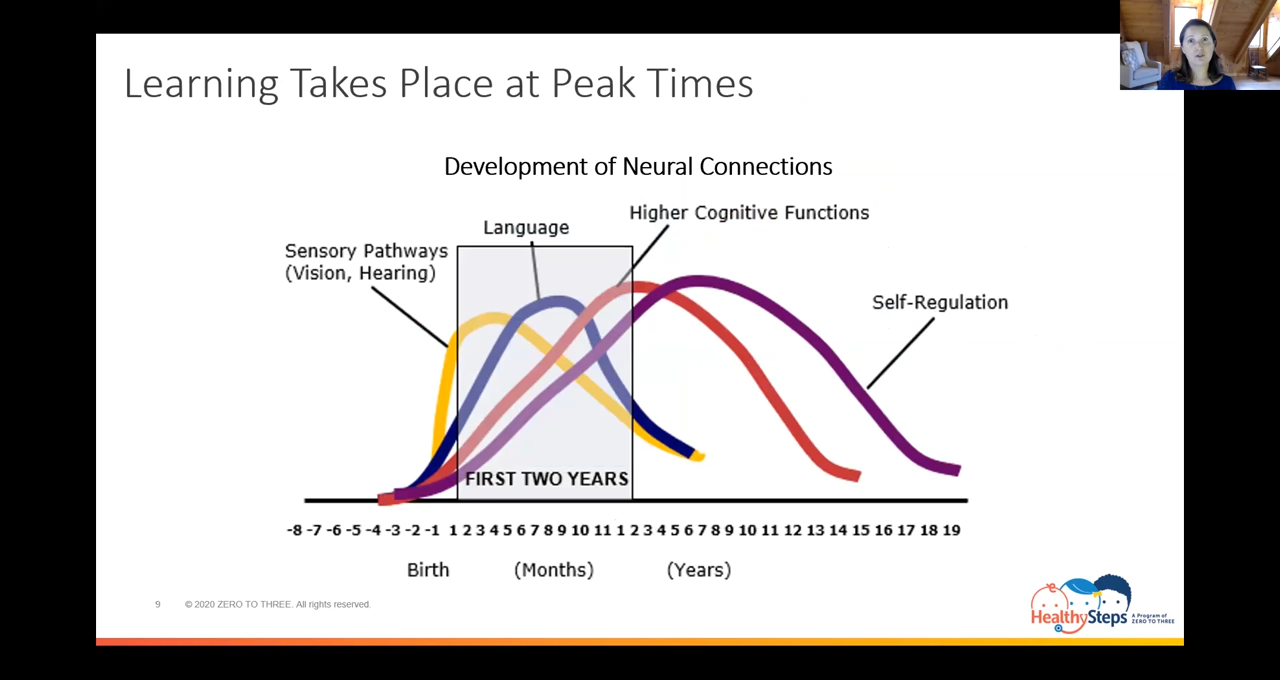 Learning Takes Place at Peak Times
Development of Neural Connections
Higher Cognitive Functions
Language
Sensory Pathways
(Vision, Hearing)
Self-Regulation
FIRST TWO YEARS
-8 -7 -6 -5 -4 -3 -2 -1 1 2 3 4 5 6 7 8 9 10 11 1 2 3 4 5 6 7 8 9 10 11 12 13 14 15 16 17 18 19
Birth (Months) (Years)
9 © 2020 ZERO TO THREE. All rights reserved.
HealthySteps
A Program of
ZERO TO THREE